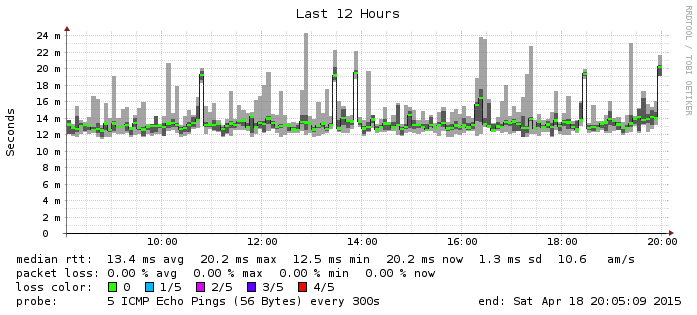 Last 12 Hours
RRDTOOL / TOBI OETIKER
Seconds
24 m
22 m
20 m
18 m
16 m
14 m
12 m
10 m
8 m
6 m
4 m
2 m
0
10:00 12:00 14:00 16:00 18:00 20:00
median rtt: 13.4 ms avg 20.2 ms max 12.5 ms min 20.2 ms now 1.3 ms sd 10.6 am/s
packet loss: 0.00 % avg 0.00 % max 0.00 % min 0.00 % now
loss color: 0 1/5 2/5 3/5 4/5
probe: 5 ICMP Echo Pings (56 Bytes) every 300s end: Sat Apr 18 20:05:09 2015